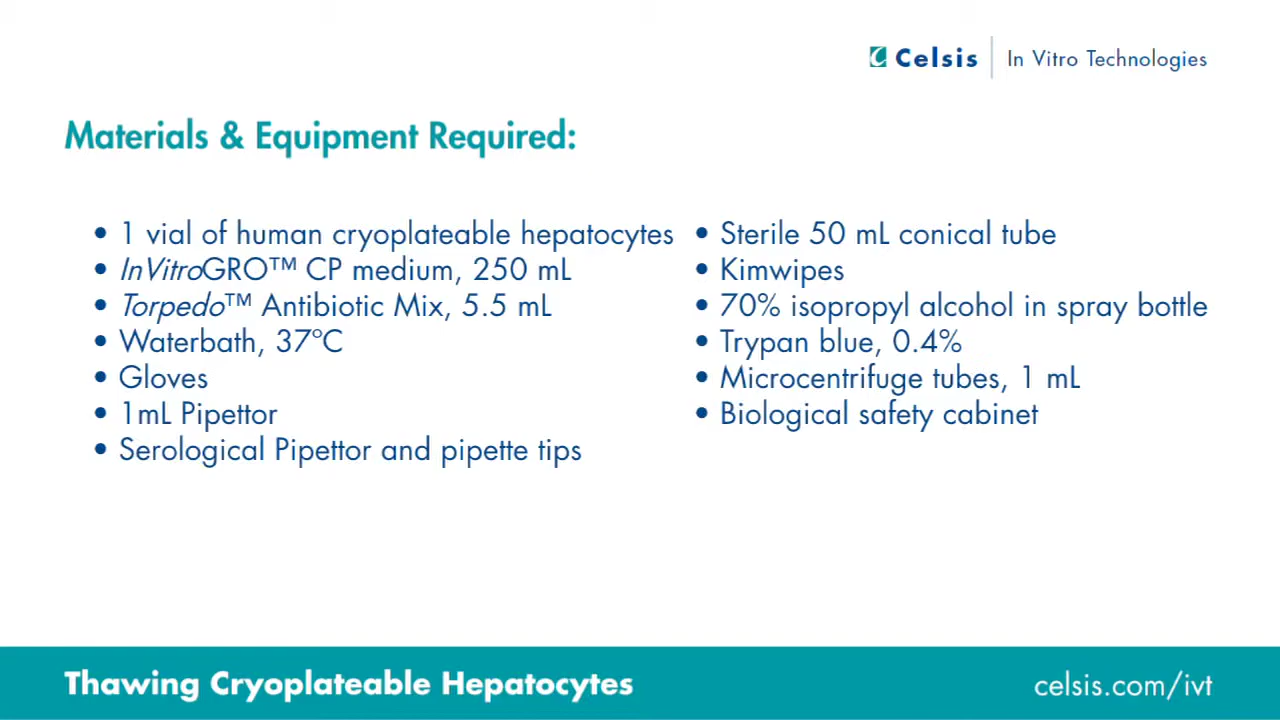 Celsis | In Vitro Technologies
Materials & Equipment Required:
• 1 vial of human cryoplateable hepatocytes
• InVitroGRO™ CP medium, 250 mL
• Torpedo™ Antibiotic Mix, 5.5 mL
• Waterbath, 37°C
• Gloves
• 1mL Pipettor
• Serological Pipettor and pipette tips
• Sterile 50 mL conical tube
• Kimwipes
• 70% isopropyl alcohol in spray bottle
• Trypan blue, 0.4%
• Microcentrifuge tubes, 1 mL
• Biological safety cabinet
Thawing Cryoplateable Hepatocytes
celsis.com/ivt